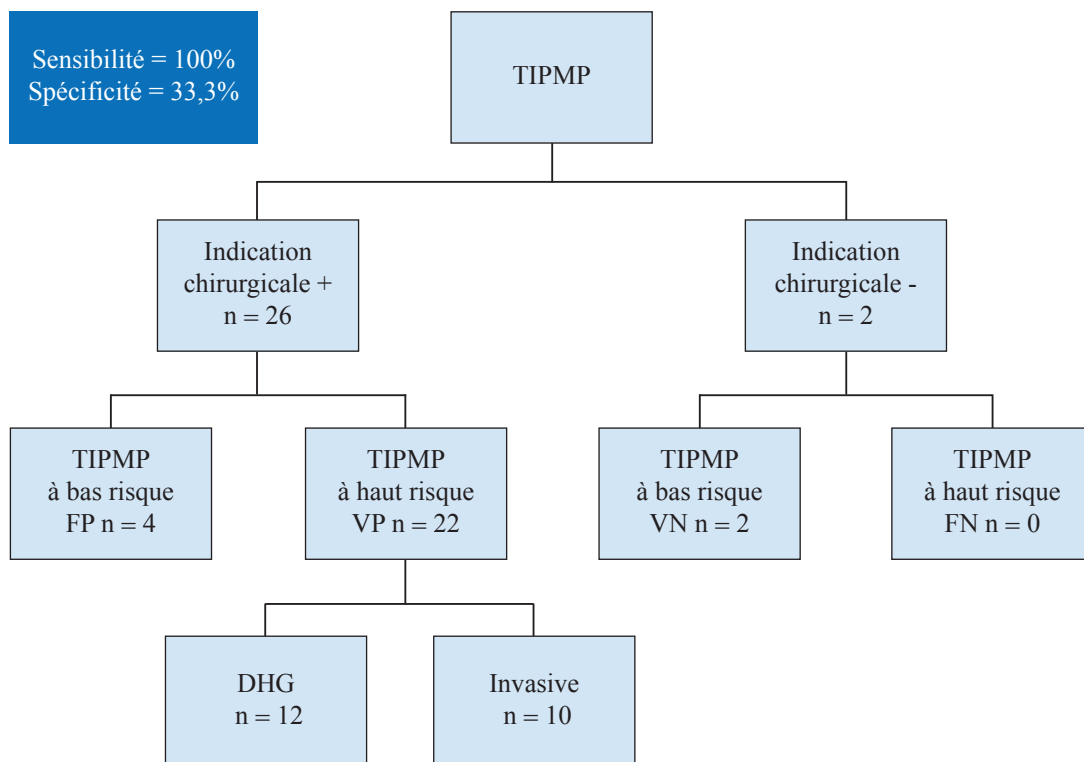 Sensibilité = 100%
Spécificité = 33,3%
TIPMP
Indication
chirurgicale +
n = 26
Indication
chirurgicale -
n = 2
TIPMP
à bas risque
FP n = 4
TIPMP
à haut risque
VP n = 22
TIPMP
à bas risque
VN n = 2
TIPMP
à haut risque
FN n = 0
DHG
n = 12
Invasive
n = 10